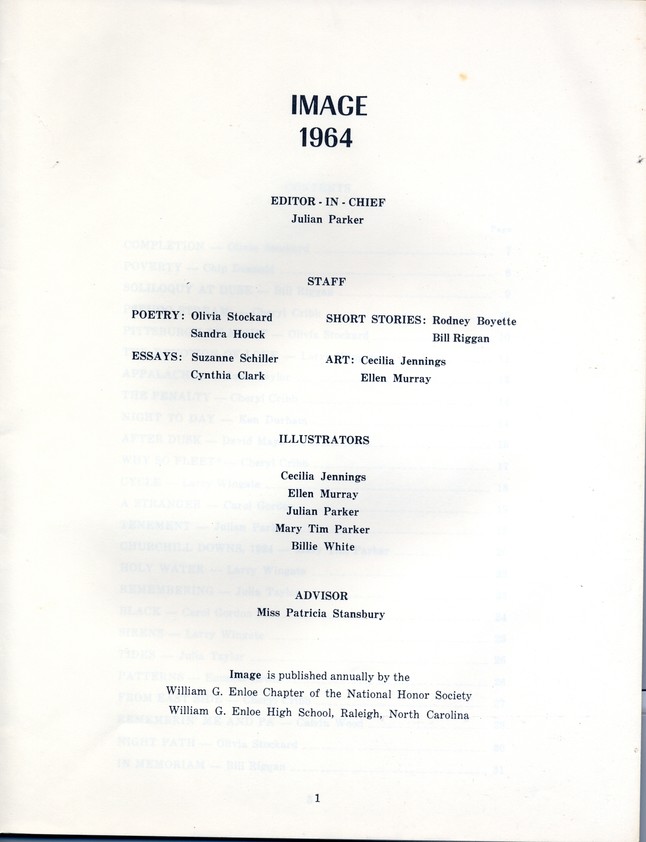 IMAGE
1964
EDITOR - IN - CHIEF
Julian Parker
STAFF
POETRY: Olivia Stockard
Sandra Houck
ESSAYS: Suzanne Schiller
Cynthia Clark
SHORT STORIES: Rodney Boyette
Bill Riggan
ART: Cecilia Jennings
Ellen Murray
ILLUSTRATORS
Cecilia Jennings
Ellen Murray
Julian Parker
Mary Tim Parker
Billie White
ADVISOR
Miss Patricia Stansbury
Image is published annually by the
William G. Enloe Chapter of the National Honor Society
William G. Enloe High School, Raleigh, North Carolina
1